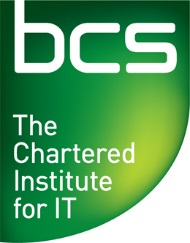 bcs
The
Chartered
Institute
for IT